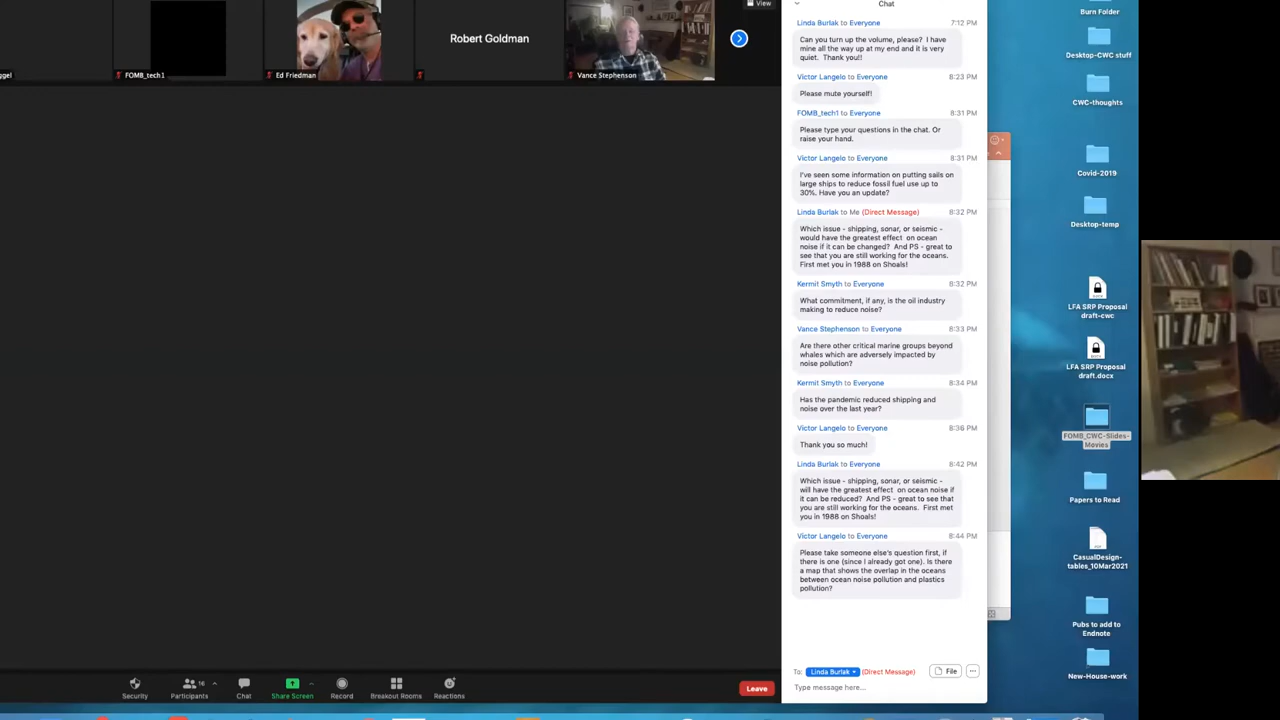 View
Chat
Robert Goldman
ggel
FOMB_tech1
Ed Friedman
Vance Stephenson
Linda Burlak to Everyone 7:12 PM
Can you turn up the volume, please? I have
mine all the way up at my end and it is very
quiet. Thank you!!
Victor Langelo to Everyone 8:23 PM
Please mute yourself!
FOMB_tech1 to Everyone 8:31 PM
Please type your questions in the chat. Or
raise your hand.
Victor Langelo to Everyone 8:31 PM
I've seen some information on putting sails on
large ships to reduce fossil fuel use up to
30%. Have you an update?
Linda Burlak to Me (Direct Message) 8:32 PM
Which issue - shipping, sonar, or seismic -
would have the greatest effect on ocean
noise if it can be changed? And PS - great to
see that you are still working for the oceans.
First met you in 1988 on Shoals!
Kermit Smyth to Everyone 8:32 PM
What commitment, if any, is the oil industry
making to reduce noise?
Vance Stephenson to Everyone 8:33 PM
Are there other critical marine groups beyond
whales which are adversely impacted by
noise pollution?
Kermit Smyth to Everyone 8:34 PM
Has the pandemic reduced shipping and
noise over the last year?
Victor Langelo to Everyone 8:36 PM
Thank you so much!
Linda Burlak to Everyone 8:42 PM
Which issue - shipping, sonar, or seismic -
will have the greatest effect on ocean noise if
it can be reduced? And PS - great to see that
you are still working for the oceans. First met
you in 1988 on Shoals!
Victor Langelo to Everyone 8:44 PM
Please take someone else's question first, if
there is one (since I already got one). Is there
a map that shows the overlap in the oceans
between ocean noise pollution and plastics
pollution?
To: Linda Burlak (Direct Message) File
Type message here...
Security
16
Participants
Chat
Share Screen
Record
Breakout Rooms
Reactions
Leave
Burn Folder
Desktop-CWC stuff
CWC-thoughts
Covid-2019
Desktop-temp
LFA SRP Proposal
draft-cwc
LFA SRP Proposal
draft.docx
FOMB_CWC-Slides-
Movies
Papers to Read
CasualDesign-
tables_10Mar2021
Pubs to add to
Endnote
New-House-work